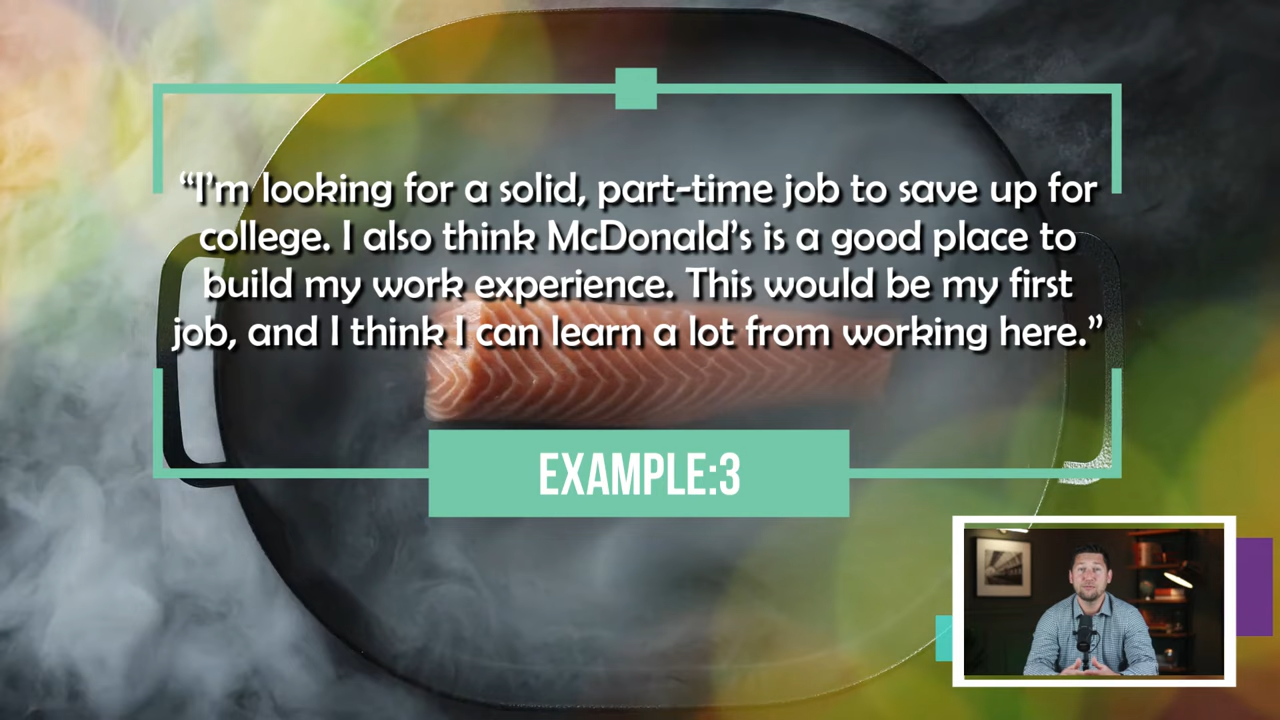 “I’m looking for a solid, part-time job to save up for
college. I also think McDonald’s is a good place to
build my work experience. This would be my first
job, and I think I can learn a lot from working here.”
EXAMPLE:3